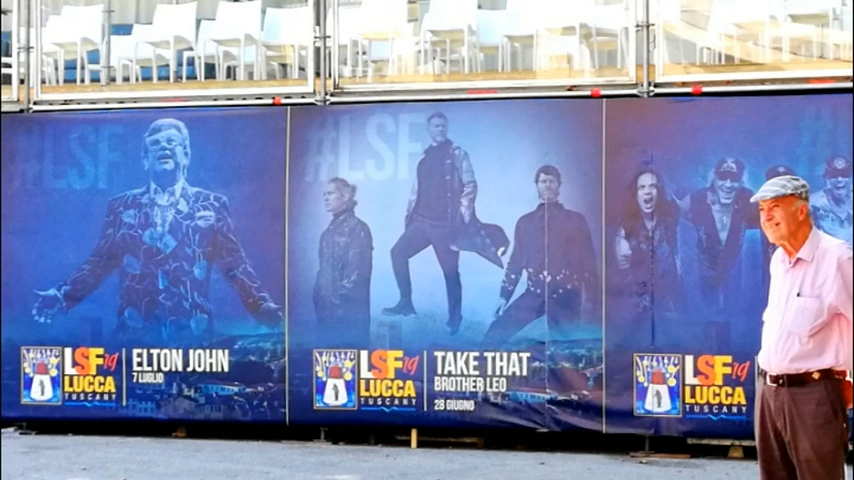 #LSF
LSF19
LUCCA
TUSCANY
ELTON JOHN
7 LUGLIO
#LSF
LSF19
LUCCA
TUSCANY
TAKE THAT
BROTHER LEO
28 GIUGNO
LSF19
LUCCA
TUSCANY